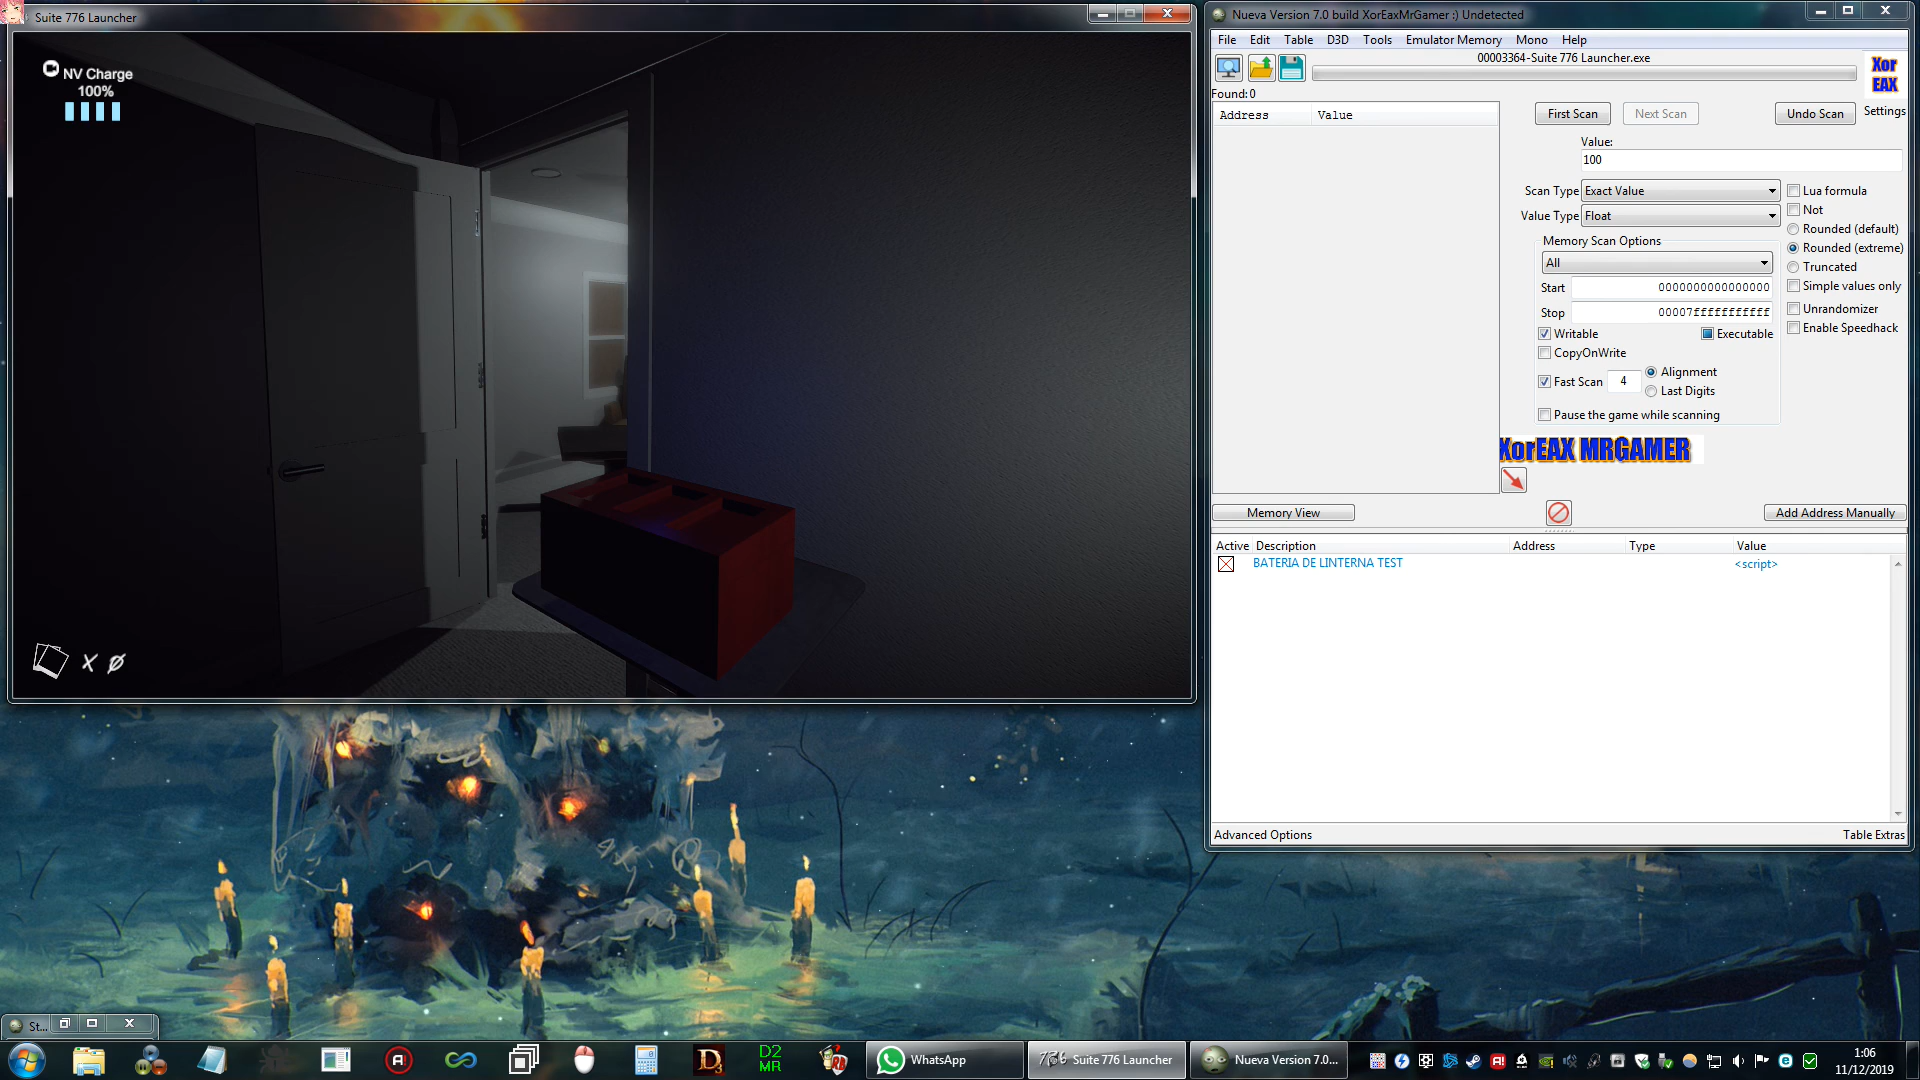 Suite 776 Launcher
NV Charge
100%
X Ø
Nueva Version 7.0 build XorEaxMrGamer :) Undetected
File Edit Table D3D Tools Emulator Memory Mono Help
00003364-Suite 776 Launcher.exe
Xor
EAX
Found: 0
Settings
Address Value
First Scan Next Scan Undo Scan
Value:
100
Scan Type Exact Value Lua formula
Value Type Float Not
Rounded (default)
Memory Scan Options
Rounded (extreme)
All
Truncated
Start 0000000000000000
Simple values only
Stop 00007fffffffffff
Unrandomizer
Writable Executable
Enable Speedhack
CopyOnWrite
Fast Scan 4 Alignment
Last Digits
Pause the game while scanning
XorEAX MRGAMER
Memory View Add Address Manually
Active Description Address Type Value
BATERIA DE LINTERNA TEST <script>
Advanced Options Table Extras
St...
D2
MR
WhatsApp
Suite 776 Launcher
Nueva Version 7.0...
1:06
11/12/2019